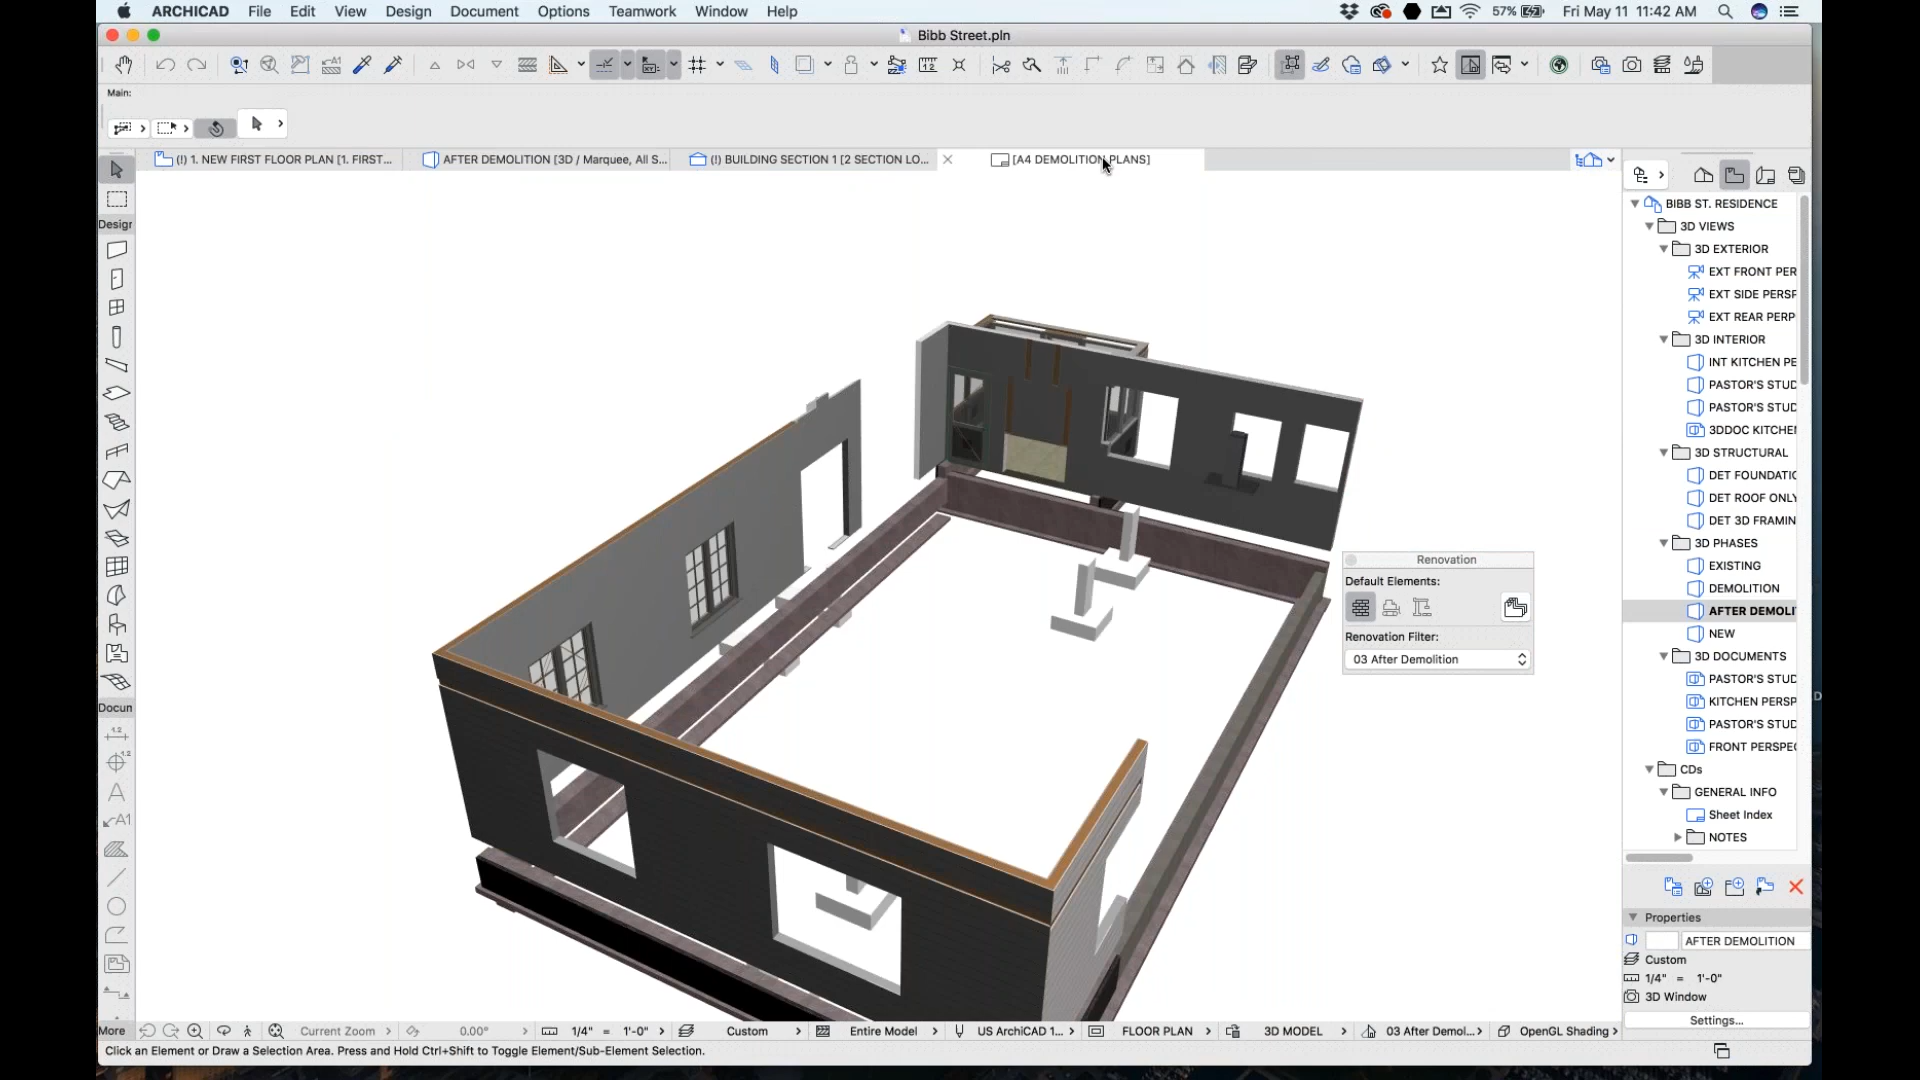 ARCHICAD File Edit View Design Document Options Teamwork Window Help
57% Fri May 11 11:42 AM
Bibb Street.pln
Main:
(!) 1. NEW FIRST FLOOR PLAN [1. FIRST...
AFTER DEMOLITION [3D / Marquee, All S...
(!) BUILDING SECTION 1 [2 SECTION LO...
[A4 DEMOLITION PLANS]
Design
Docun
More
BIBB ST. RESIDENCE
3D VIEWS
3D EXTERIOR
EXT FRONT PER
EXT SIDE PERSP
EXT REAR PERP
3D INTERIOR
INT KITCHEN PE
PASTOR'S STUD
PASTOR'S STUD
3DDOC KITCHEN
3D STRUCTURAL
DET FOUNDATIO
DET ROOF ONLY
DET 3D FRAMIN
3D PHASES
EXISTING
DEMOLITION
AFTER DEMOLI
NEW
3D DOCUMENTS
PASTOR'S STUD
KITCHEN PERSP
PASTOR'S STUD
FRONT PERSPEC
CDs
GENERAL INFO
Sheet Index
NOTES
Renovation
Default Elements:
Renovation Filter:
03 After Demolition
Properties
AFTER DEMOLITION
Custom
1/4" = 1'-0"
3D Window
Settings...
Current Zoom 0.00° 1/4" = 1'-0" Custom Entire Model US ArchiCAD 1... FLOOR PLAN 3D MODEL 03 After Demol... OpenGL Shading
Click an Element or Draw a Selection Area. Press and Hold Ctrl+Shift to Toggle Element/Sub-Element Selection.